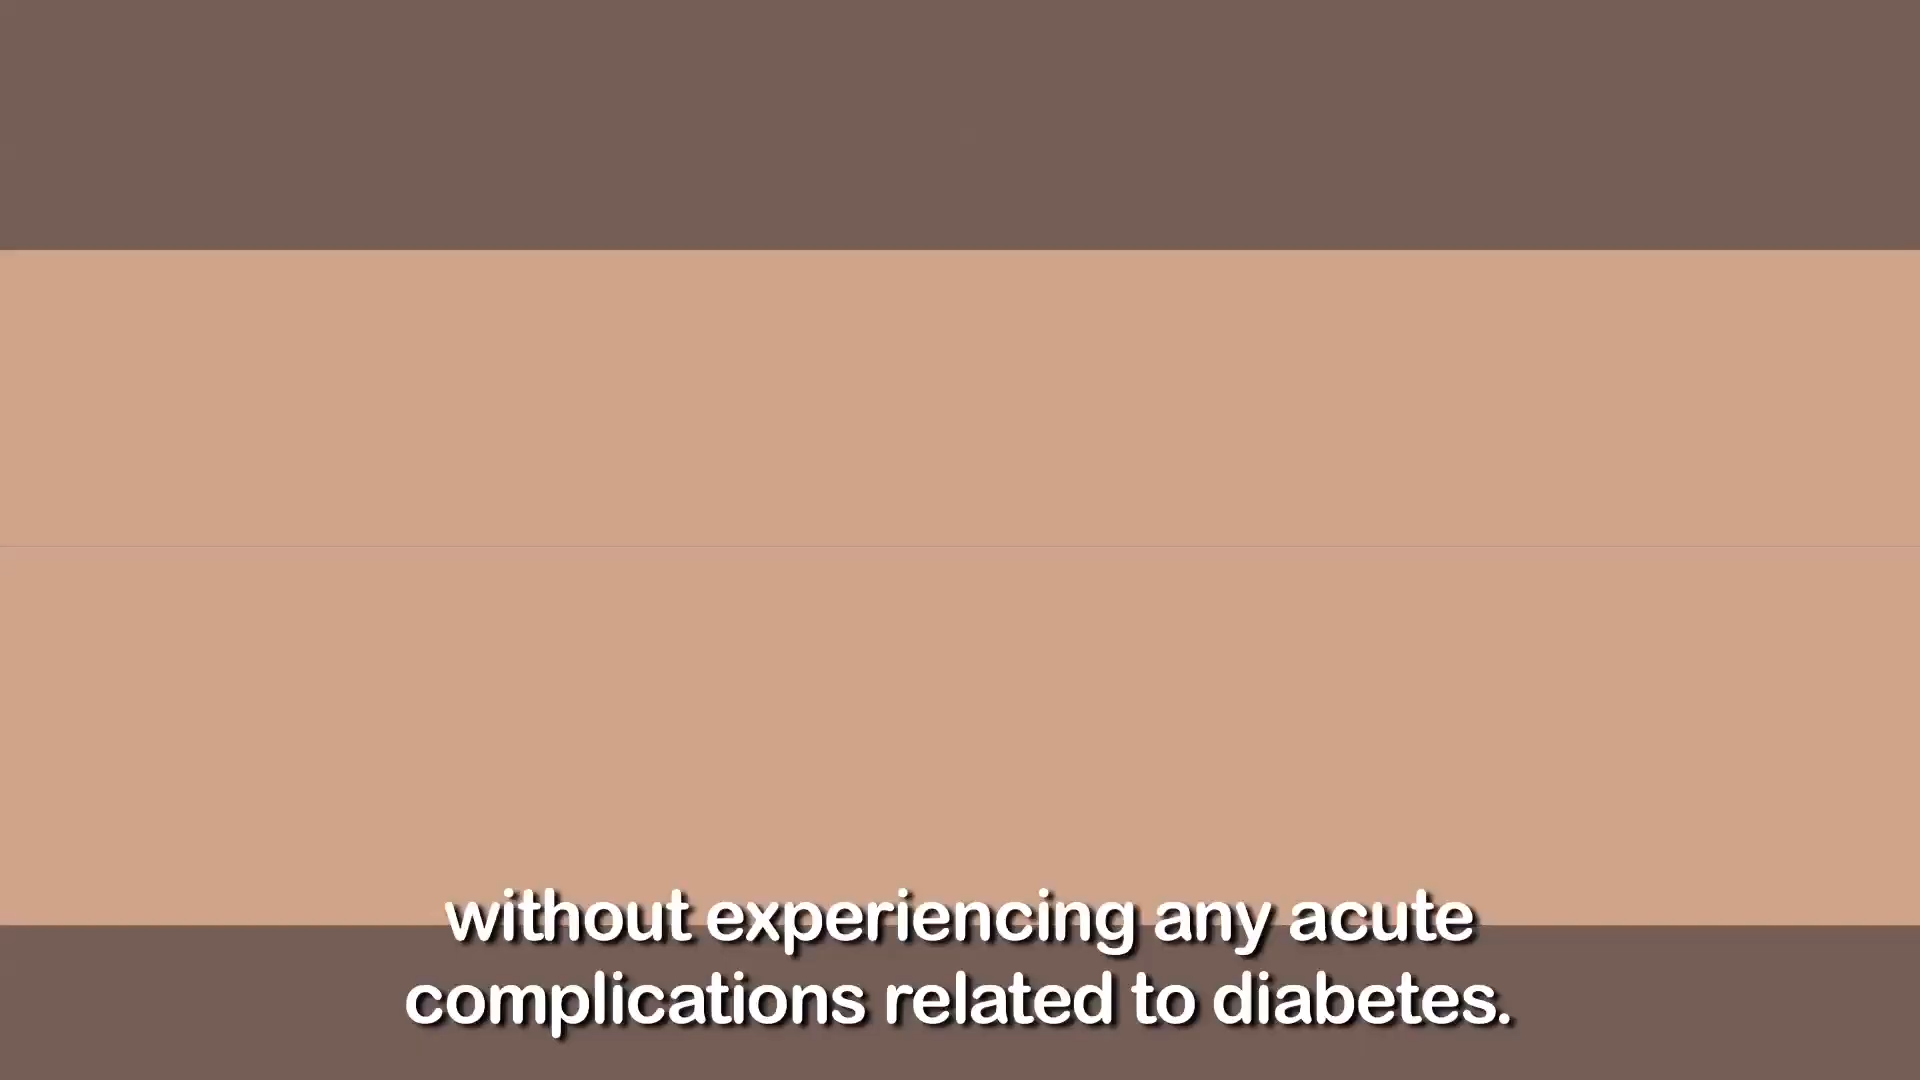 without experiencing any acute
complications related to diabetes.